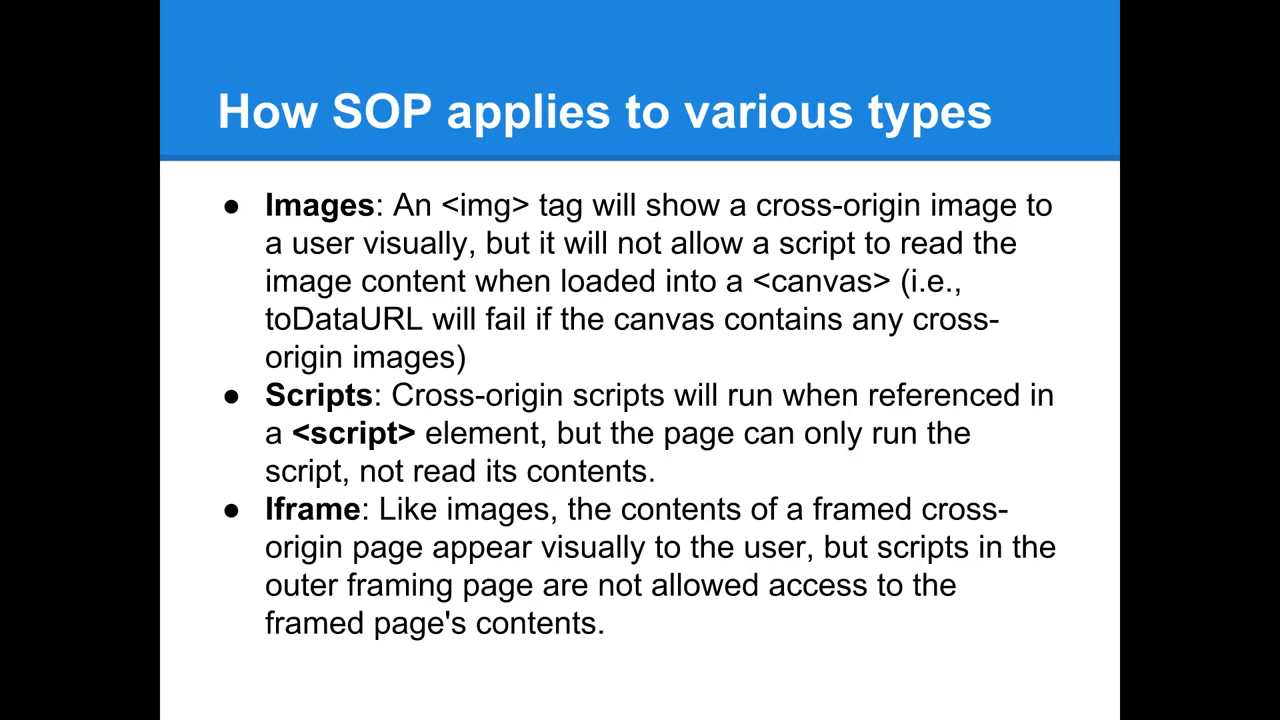 How SOP applies to various types
● Images: An <img> tag will show a cross-origin image to
a user visually, but it will not allow a script to read the
image content when loaded into a <canvas> (i.e.,
toDataURL will fail if the canvas contains any cross-
origin images)
● Scripts: Cross-origin scripts will run when referenced in
a <script> element, but the page can only run the
script, not read its contents.
● Iframe: Like images, the contents of a framed cross-
origin page appear visually to the user, but scripts in the
outer framing page are not allowed access to the
framed page's contents.